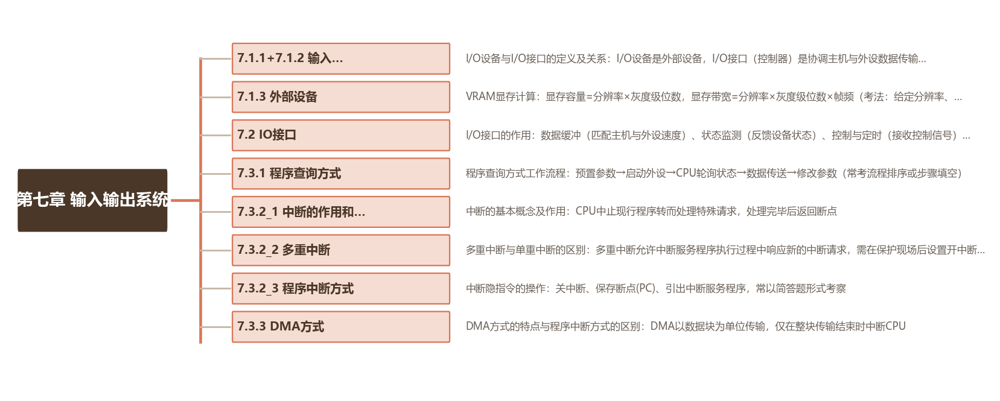 第七章 输入输出系统
7.1.1+7.1.2 输入...
I/O设备与I/O接口的定义及关系：I/O设备是外部设备，I/O接口（控制器）是协调主机与外设数据传输...
7.1.3 外部设备
VRAM显存计算：显存容量=分辨率×灰度级位数，显存带宽=分辨率×灰度级位数×帧频（考法：给定分辨率、...
7.2 IO接口
I/O接口的作用：数据缓冲（匹配主机与外设速度）、状态监测（反馈设备状态）、控制与定时（接收控制信号）...
7.3.1 程序查询方式
程序查询方式工作流程：预置参数→启动外设→CPU轮询状态→数据传送→修改参数（常考流程排序或步骤填空）
7.3.2_1 中断的作用和...
中断的基本概念及作用：CPU中止现行程序转而处理特殊请求，处理完毕后返回断点
7.3.2_2 多重中断
多重中断与单重中断的区别：多重中断允许中断服务程序执行过程中响应新的中断请求，需在保护现场后设置开中断...
7.3.2_3 程序中断方式
中断隐指令的操作：关中断、保存断点(PC)、引出中断服务程序，常以简答题形式考察
7.3.3 DMA方式
DMA方式的特点与程序中断方式的区别：DMA以数据块为单位传输，仅在整块传输结束时中断CPU